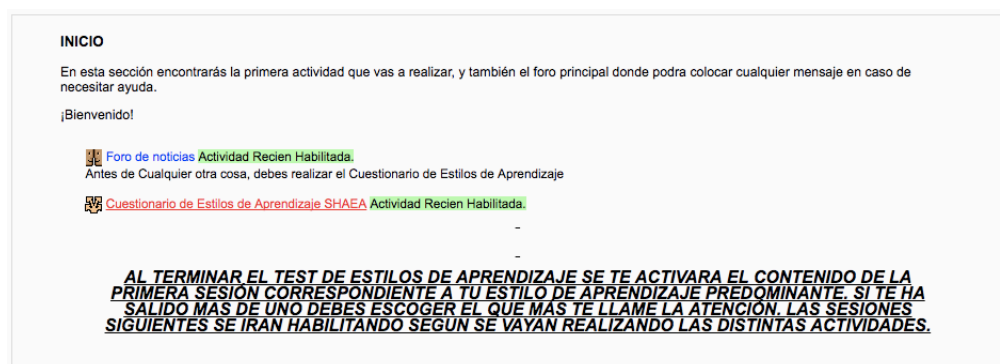 INICIO
En esta sección encontrarás la primera actividad que vas a realizar, y también el foro principal donde podra colocar cualquier mensaje en caso de
necesitar ayuda.
¡Bienvenido!
Foro de noticias Actividad Recien Habilitada.
Antes de Cualquier otra cosa, debes realizar el Cuestionario de Estilos de Aprendizaje
Cuestionario de Estilos de Aprendizaje SHAEA Actividad Recien Habilitada.
AL TERMINAR EL TEST DE ESTILOS DE APRENDIZAJE SE TE ACTIVARA EL CONTENIDO DE LA
PRIMERA SESIÓN CORRESPONDIENTE A TU ESTILO DE APRENDIZAJE PREDOMINANTE. SI TE HA
SALIDO MAS DE UNO DEBES ESCOGER EL QUE MÁS TE LLAME LA ATENCIÓN. LAS SESIONES
SIGUIENTES SE IRAN HABILITANDO SEGUN SE VAYAN REALIZANDO LAS DISTINTAS ACTIVIDADES.